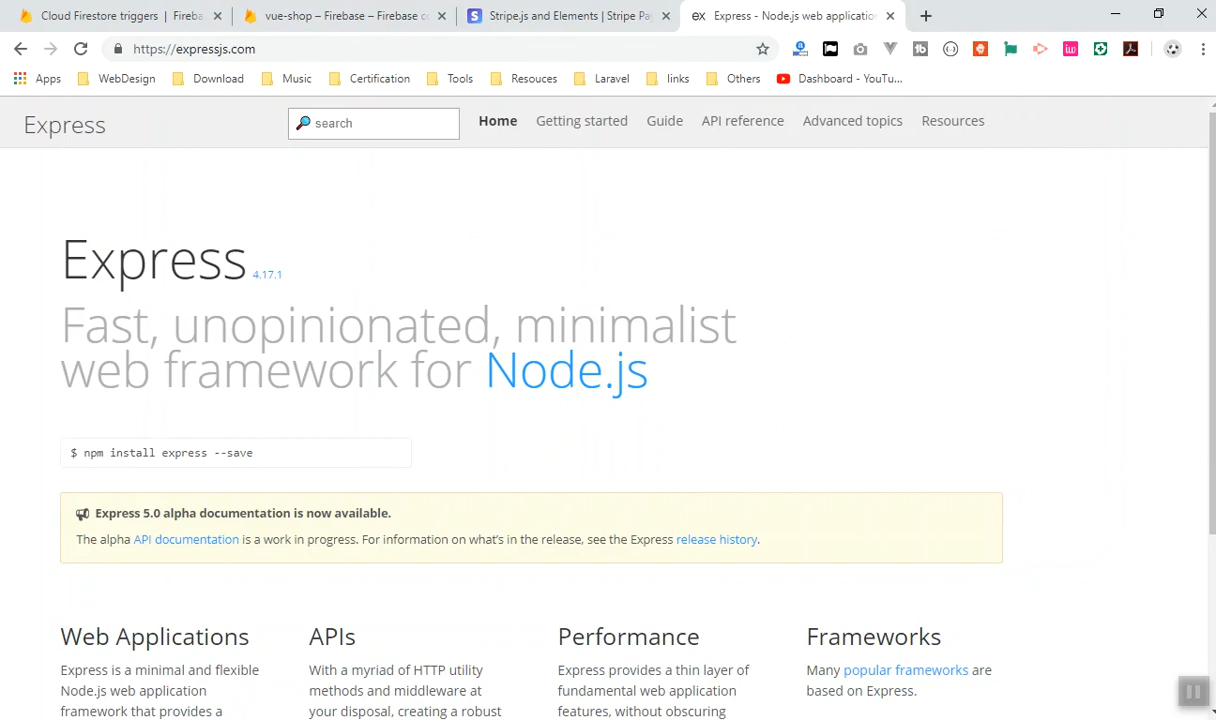 Cloud Firestore triggers | Fireba
vue-shop – Firebase – Firebase co
Stripe.js and Elements | Stripe Pay
Express - Node.js web application
https://expressjs.com
Apps
WebDesign
Download
Music
Certification
Tools
Resouces
Laravel
links
Others
Dashboard - YouTu...
Express
search
Home
Getting started
Guide
API reference
Advanced topics
Resources
Express 4.17.1
Fast, unopinionated, minimalist
web framework for Node.js
$ npm install express --save
Express 5.0 alpha documentation is now available.
The alpha API documentation is a work in progress. For information on what's in the release, see the Express release history.
Web Applications
Express is a minimal and flexible
Node.js web application
framework that provides a
APIs
With a myriad of HTTP utility
methods and middleware at
your disposal, creating a robust
Performance
Express provides a thin layer of
fundamental web application
features, without obscuring
Frameworks
Many popular frameworks are
based on Express.